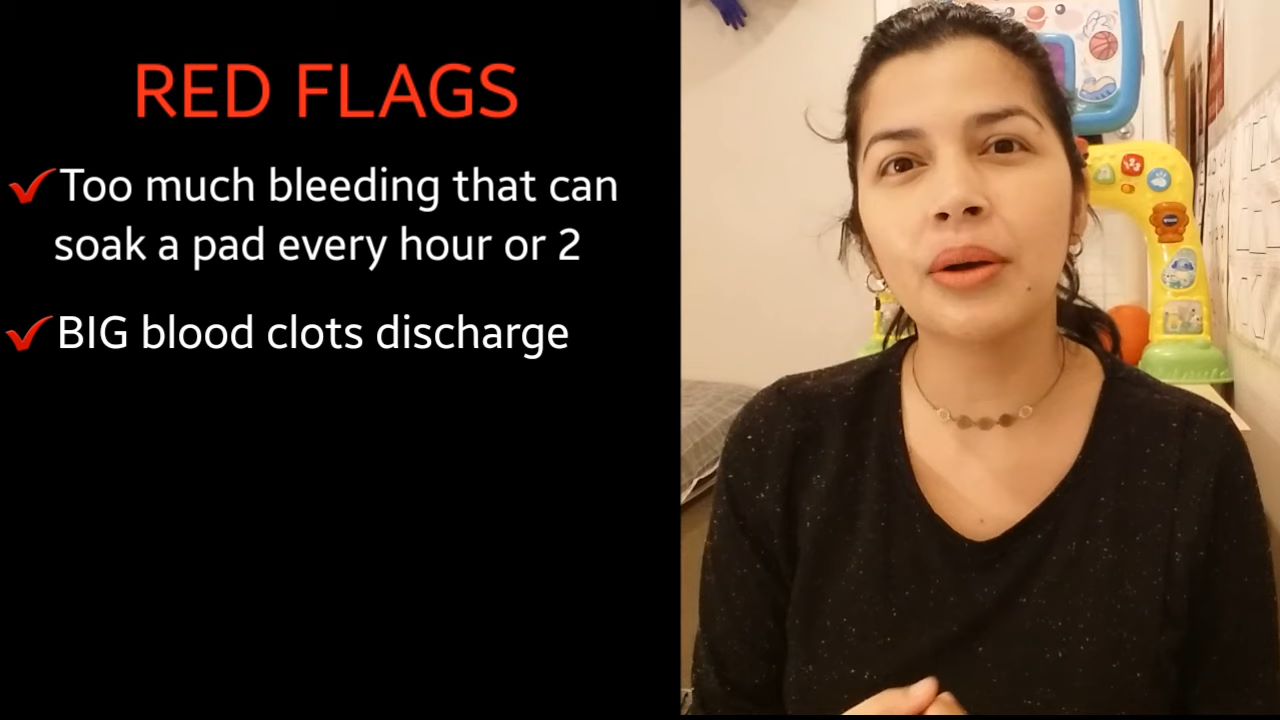 RED FLAGS
Too much bleeding that can
soak a pad every hour or 2
BIG blood clots discharge